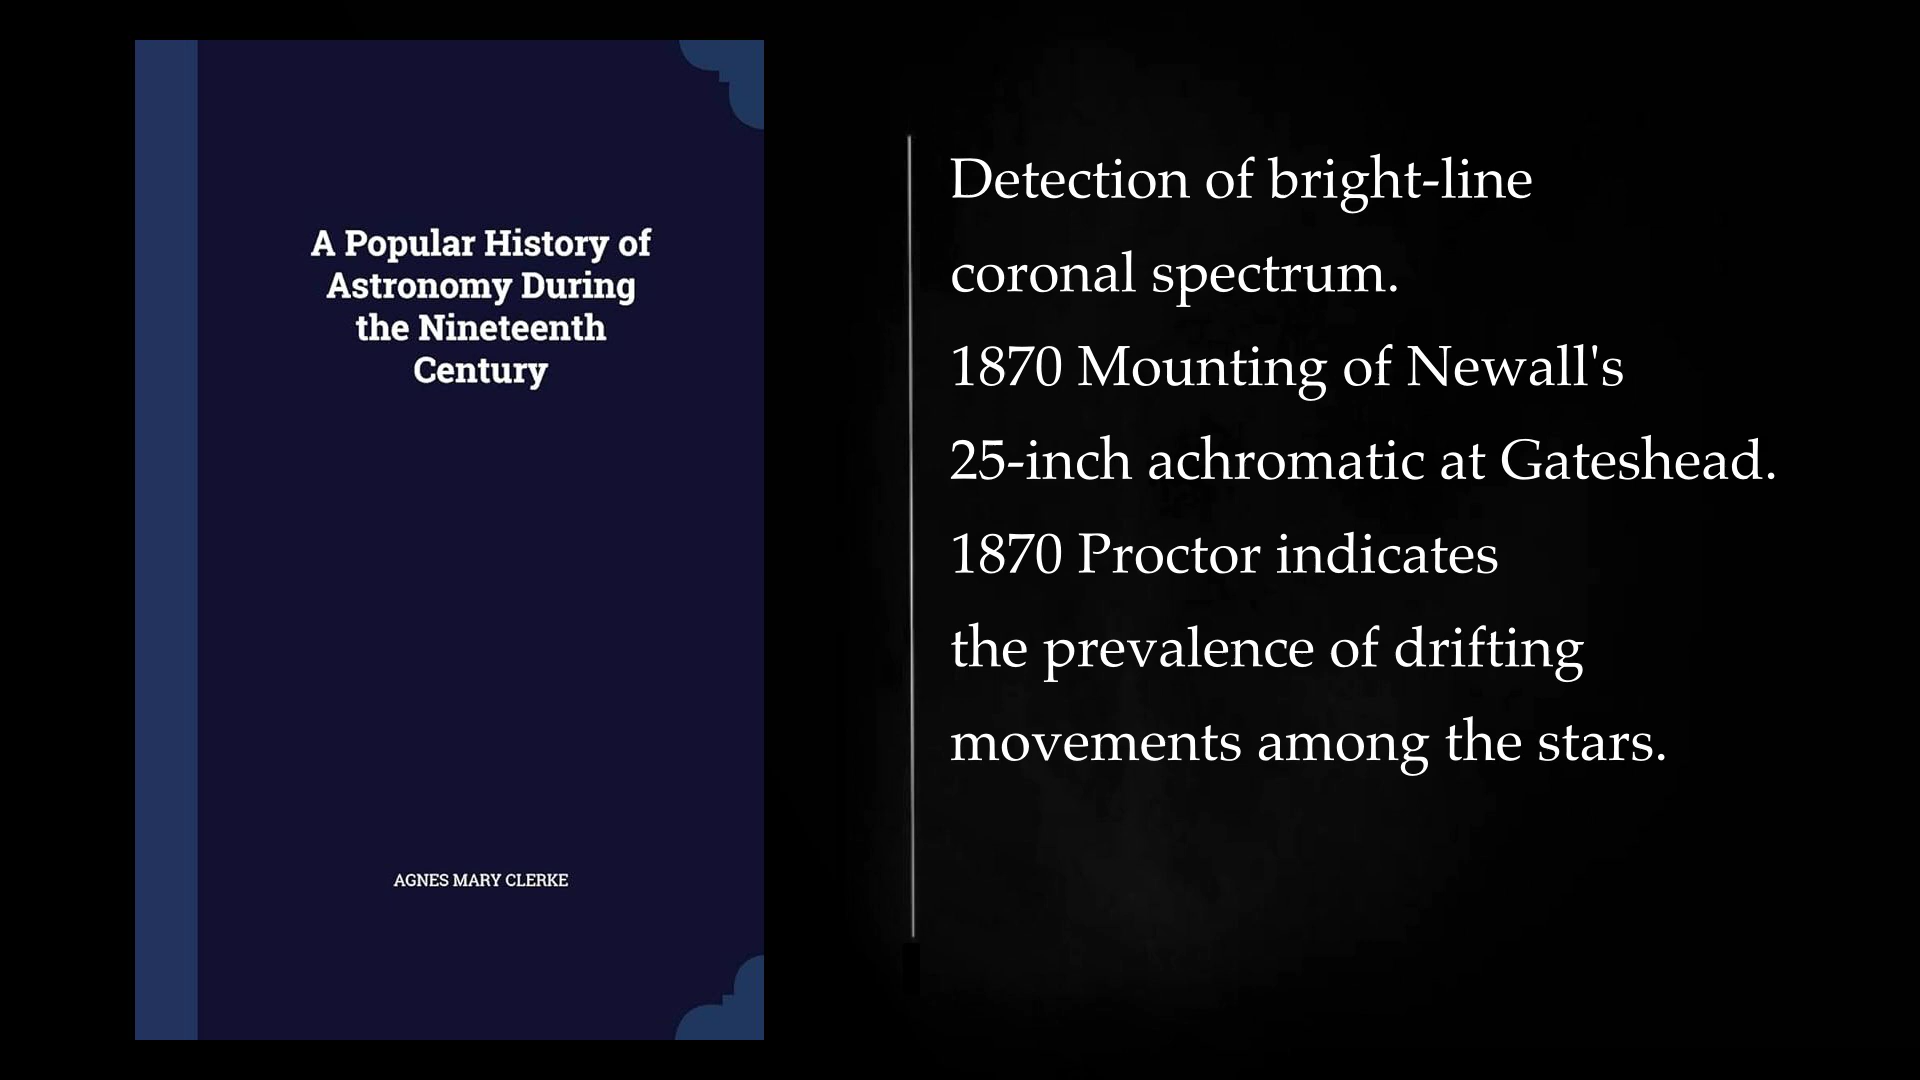 A Popular History of
Astronomy During
the Nineteenth
Century
AGNES MARY CLERKE
Detection of bright-line
coronal spectrum.
1870 Mounting of Newall's
25-inch achromatic at Gateshead.
1870 Proctor indicates
the prevalence of drifting
movements among the stars.